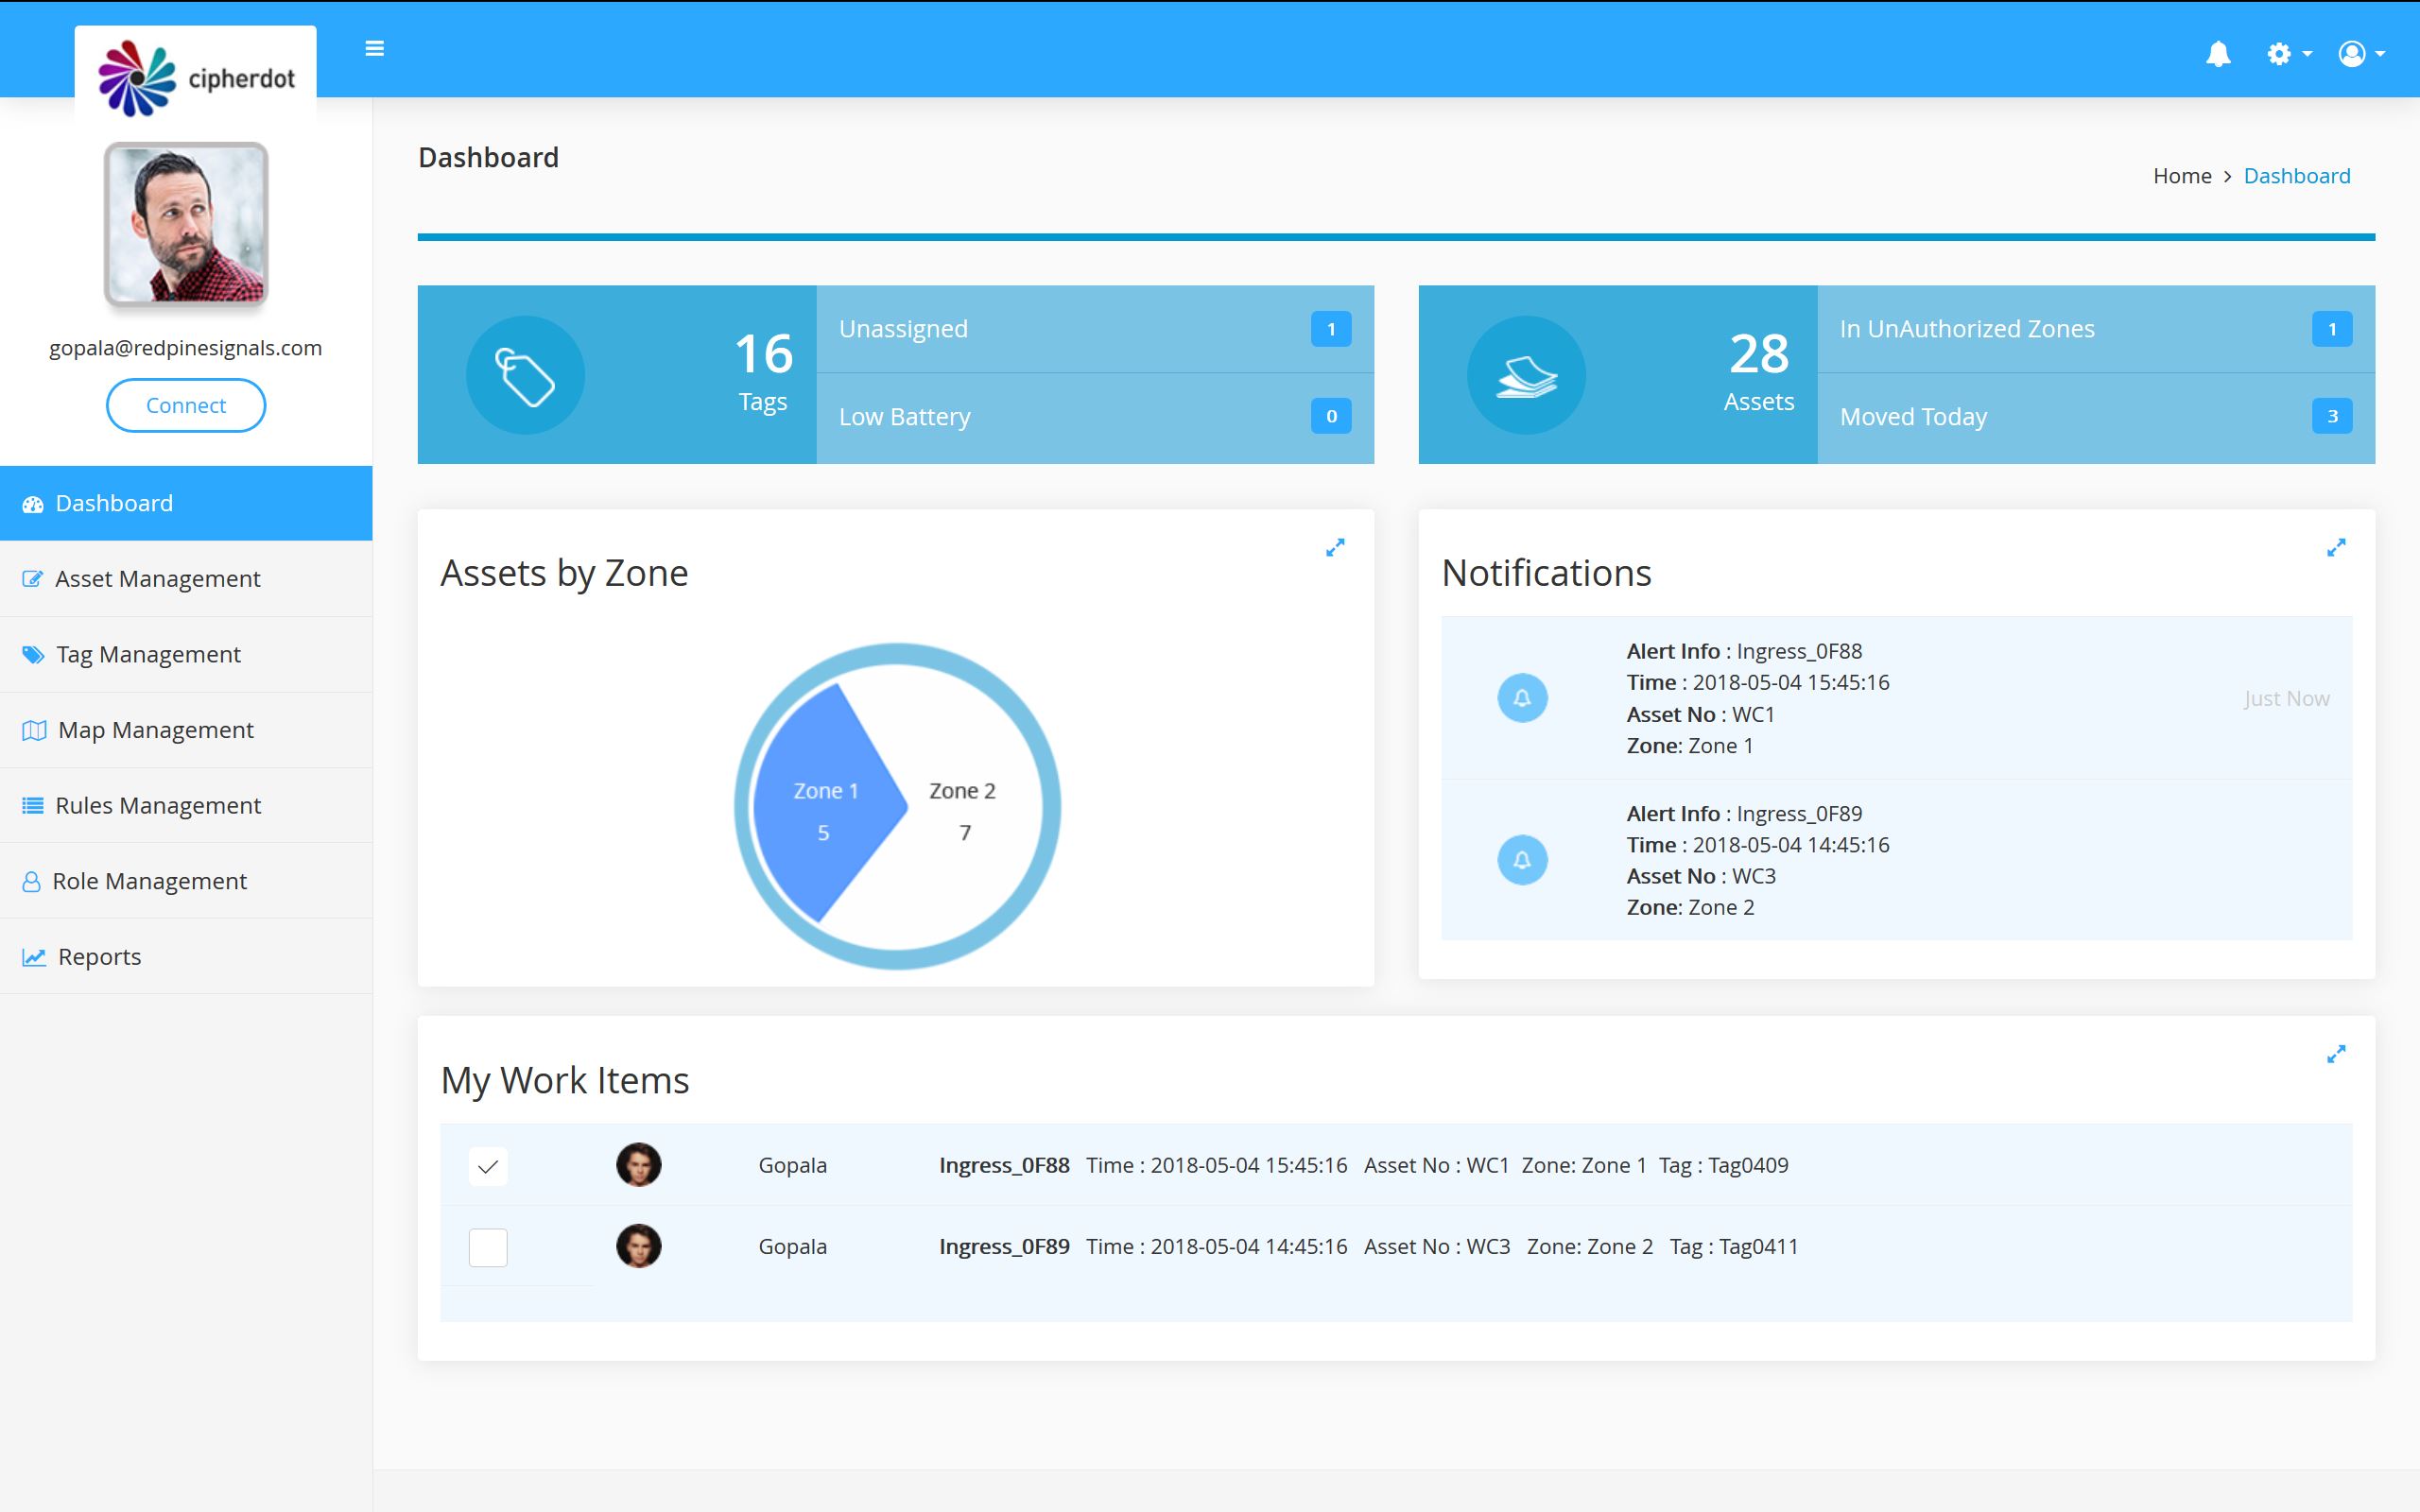 cipherdot
gopala@redpinesignals.com
Connect
Dashboard
Asset Management
Tag Management
Map Management
Rules Management
Role Management
Reports
Dashboard
Home > Dashboard
16
Tags
Unassigned 1
Low Battery 0
28
Assets
In UnAuthorized Zones 1
Moved Today 3
Assets by Zone
Zone 1
5
Zone 2
7
Notifications
Alert Info : Ingress_0F88
Time : 2018-05-04 15:45:16
Asset No : WC1
Zone: Zone 1
Just Now
Alert Info : Ingress_0F89
Time : 2018-05-04 14:45:16
Asset No : WC3
Zone: Zone 2
My Work Items
Gopala Ingress_0F88 Time : 2018-05-04 15:45:16 Asset No : WC1 Zone: Zone 1 Tag : Tag0409
Gopala Ingress_0F89 Time : 2018-05-04 14:45:16 Asset No : WC3 Zone: Zone 2 Tag : Tag0411